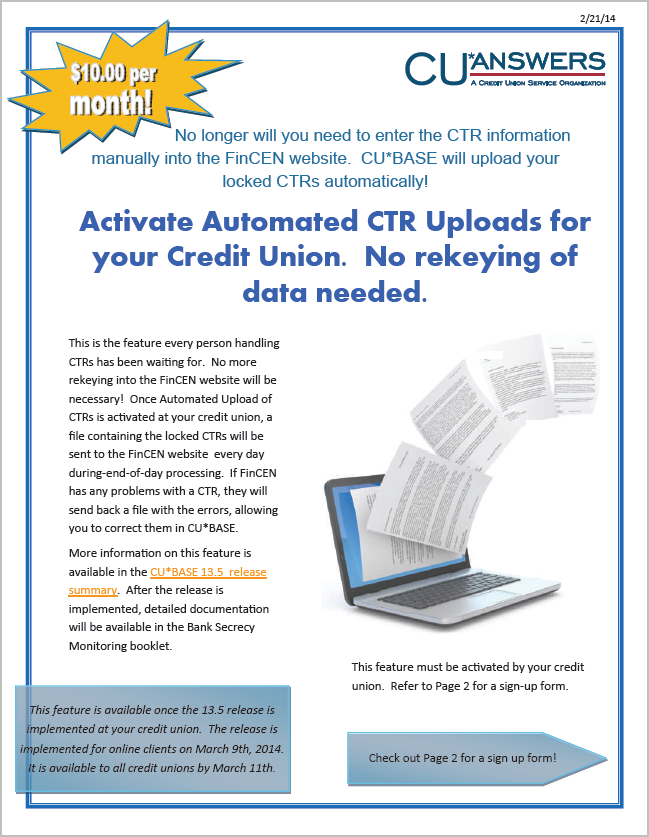 2/21/14
$10.00 per
month!
CU*ANSWERS
A CREDIT UNION SERVICE ORGANIZATION
No longer will you need to enter the CTR information
manually into the FinCEN website.  CU*BASE will upload your
locked CTRs automatically!
Activate Automated CTR Uploads for
your Credit Union.  No rekeying of
data needed.
This is the feature every person handling
CTRs has been waiting for.  No more
rekeying into the FinCEN website will be
necessary!  Once Automated Upload of
CTRs is activated at your credit union, a
file containing the locked CTRs will be
sent to the FinCEN website  every day
during-end-of-day processing.  If FinCEN
has any problems with a CTR, they will
send back a file with the errors, allowing
you to correct them in CU*BASE.
More information on this feature is
available in the CU*BASE 13.5  release
summary.  After the release is
implemented, detailed documentation
will be available in the Bank Secrecy
Monitoring booklet.
This feature must be activated by your credit
union.  Refer to Page 2 for a sign-up form.
This feature is available once the 13.5 release is
implemented at your credit union.  The release is
implemented for online clients on March 9th, 2014.
It is available to all credit unions by March 11th.
Check out Page 2 for a sign up form!